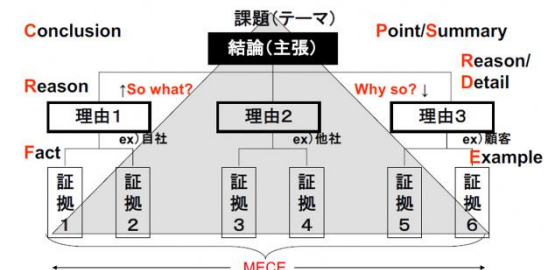 課題(テーマ)
Conclusion
Point/Summary
結論(主張)
Reason/
Detail
Reason
↑So what?
Why so?↓
理由1
理由2
理由3
ex)自社
ex)他社
ex)顧客
Fact
Example
証拠1
証拠2
証拠3
証拠4
証拠5
証拠6
MECE